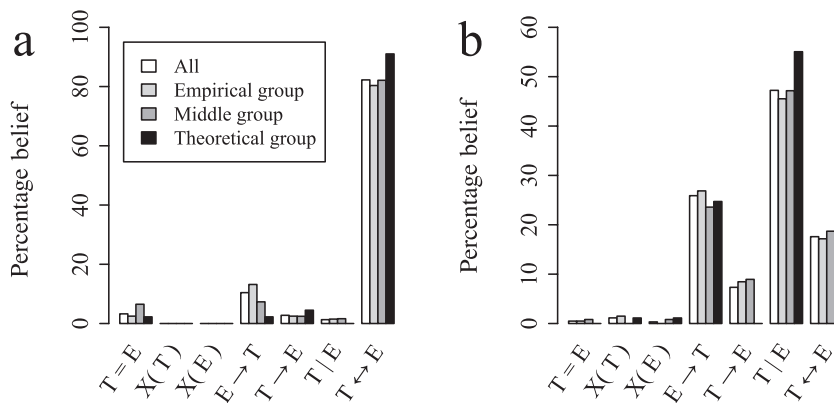 a
Percentage belief
100
80
60
40
20
0
All
Empirical group
Middle group
Theoretical group
T = E
X(T)
X(E)
E → T
T → E
T | E
T ↔ E
b
Percentage belief
60
50
40
30
20
10
0
T = E
X(T)
X(E)
E → T
T → E
T | E
T ↔ E